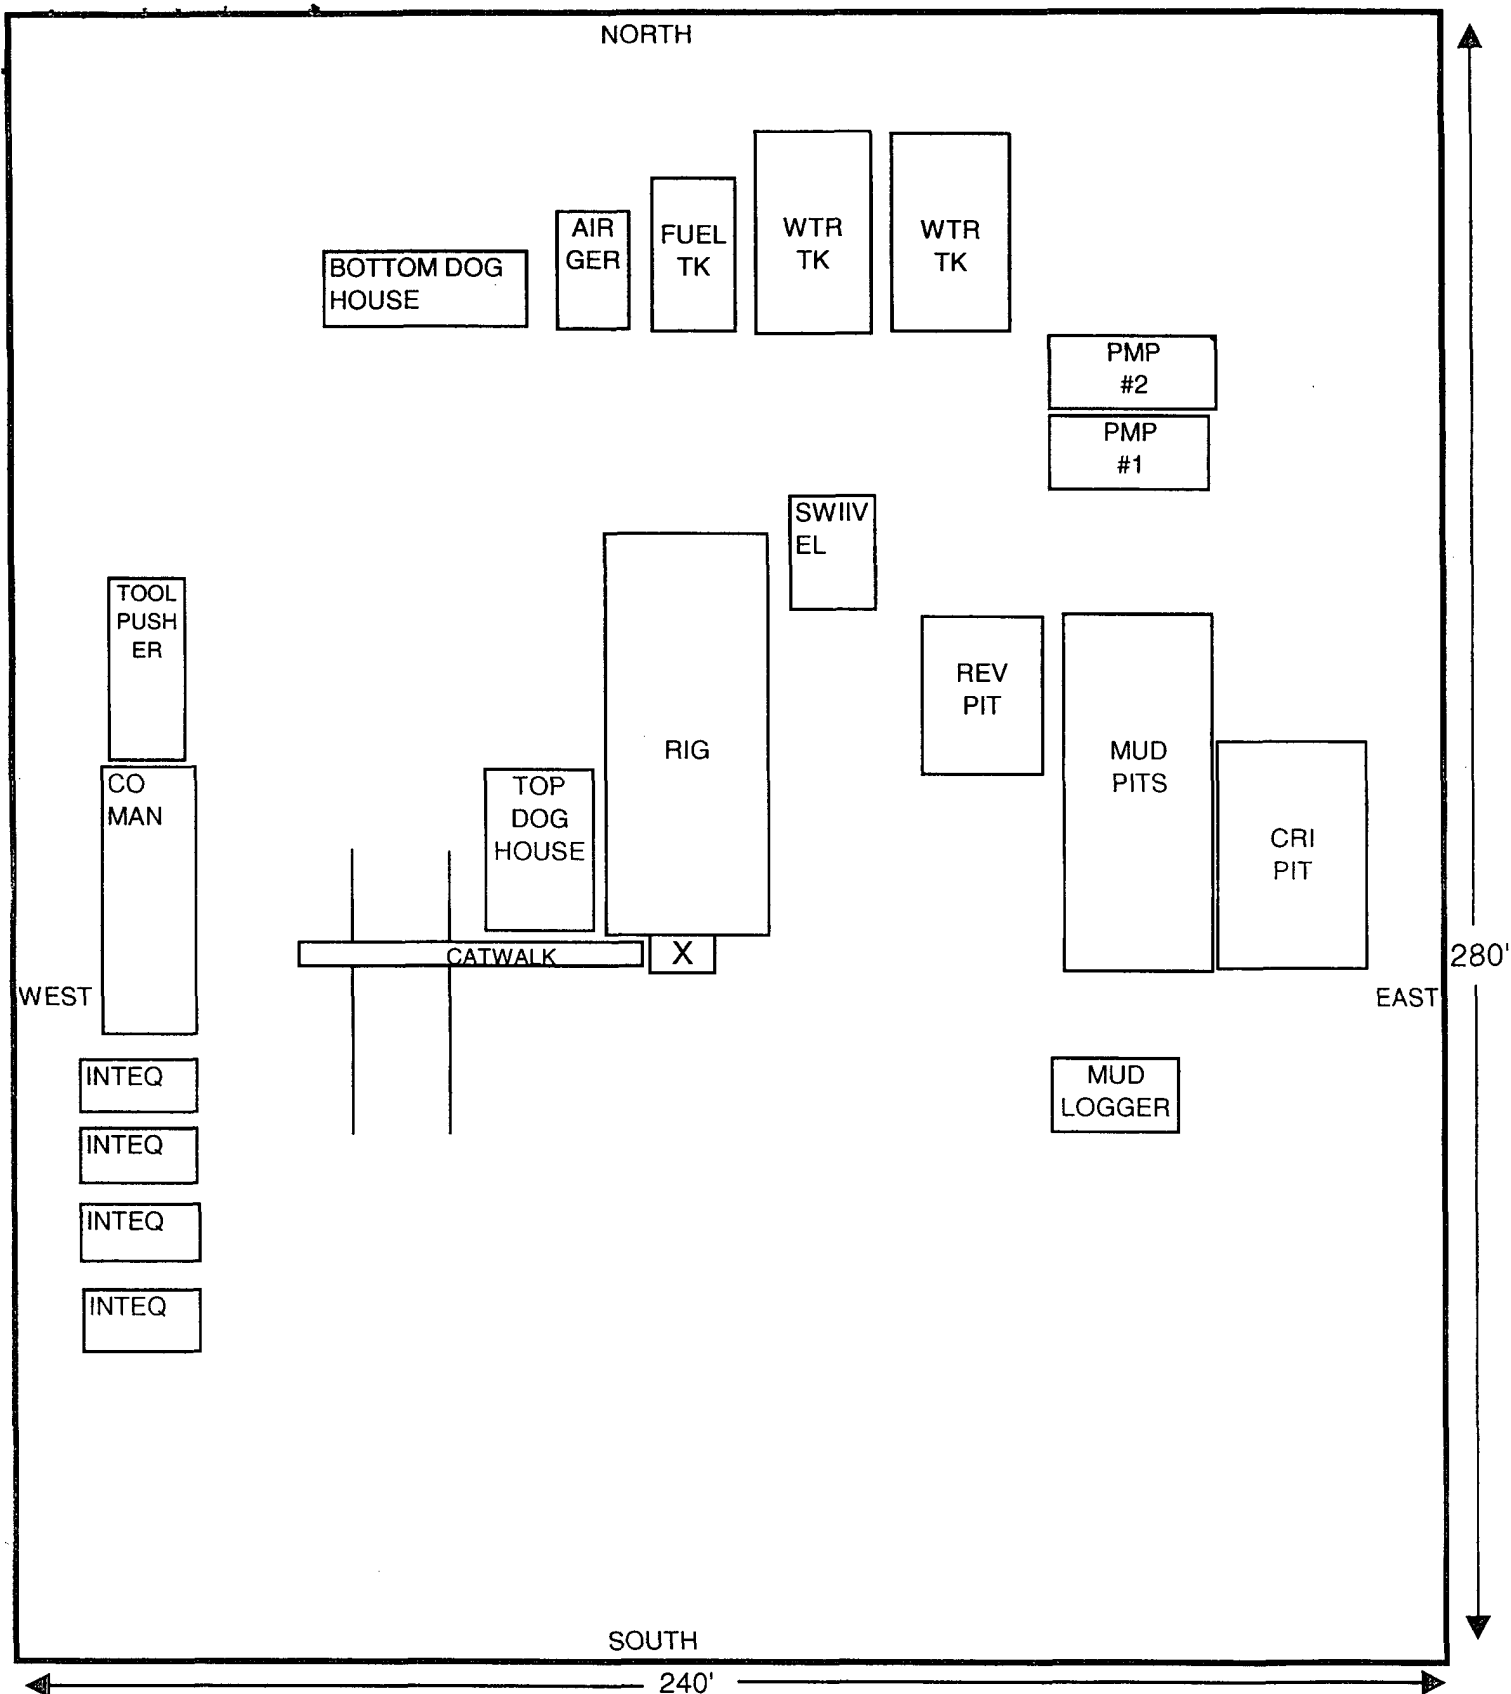 NORTH
AIR
GER
FUEL
TK
WTR
TK
WTR
TK
BOTTOM DOG
HOUSE
PMP
#2
PMP
#1
SWIIV
EL
TOOL
PUSH
ER
REV
PIT
RIG
MUD
PITS
CO
MAN
TOP
DOG
HOUSE
CRI
PIT
CATWALK
X
280'
WEST
EAST
INTEQ
MUD
LOGGER
INTEQ
INTEQ
INTEQ
SOUTH
240'